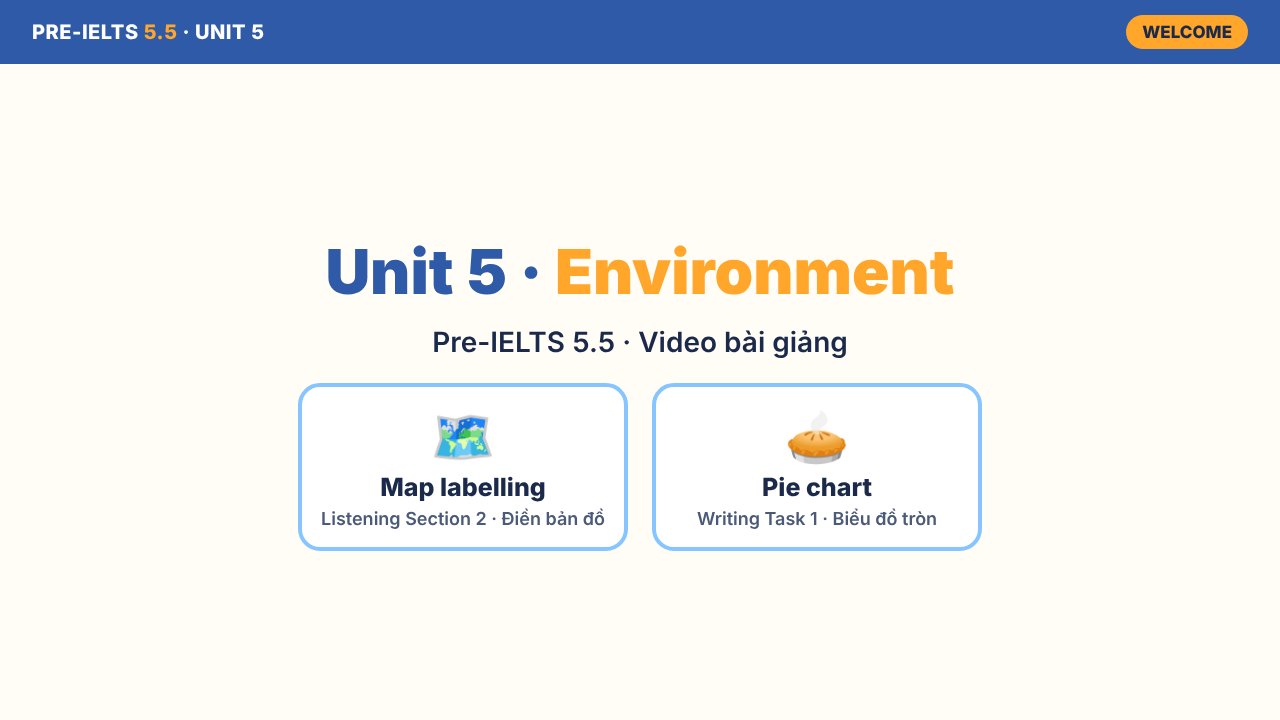 PRE-IELTS 5.5 · UNIT 5
WELCOME
Unit 5 · Environment
Pre-IELTS 5.5 · Video bài giảng
Map labelling
Listening Section 2 · Điền bản đồ
Pie chart
Writing Task 1 · Biểu đồ tròn